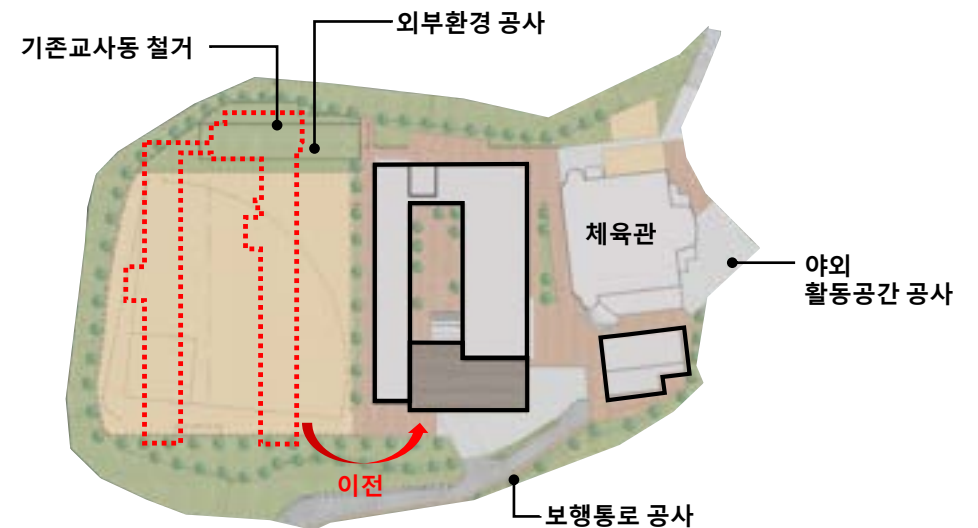 외부환경 공사
기존교사동 철거
체육관
야외
활동공간 공사
이전
보행통로 공사